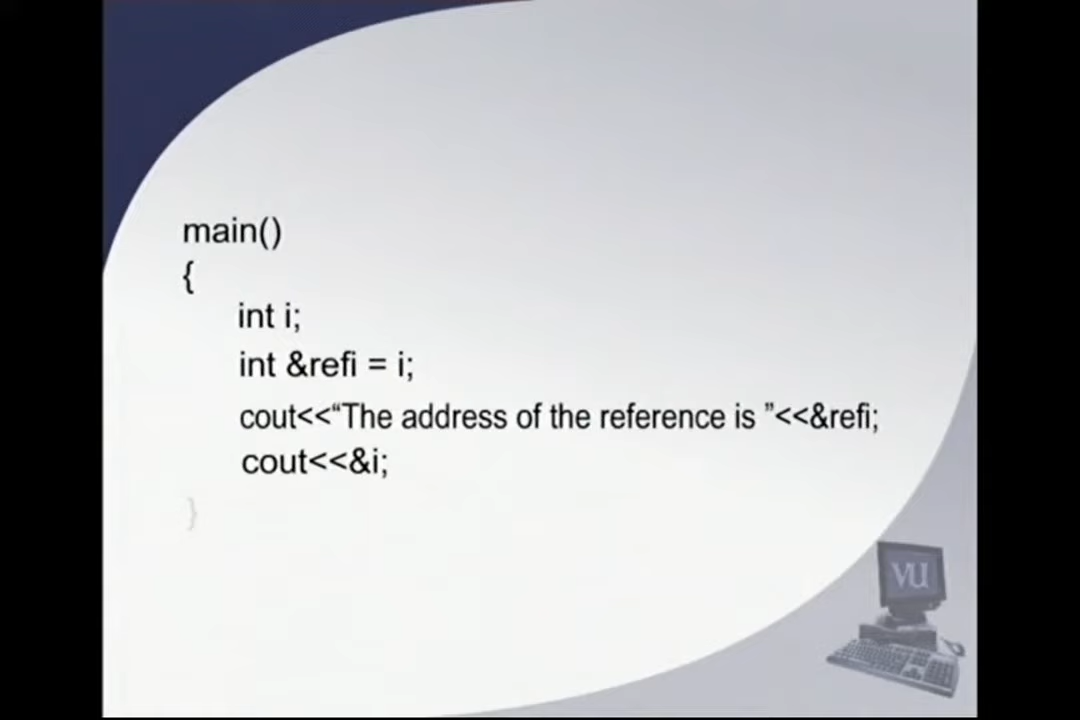 main()
{
int i;
int &refi = i;
cout<<“The address of the reference is ”<<&refi;
cout<<&i;
}
VU